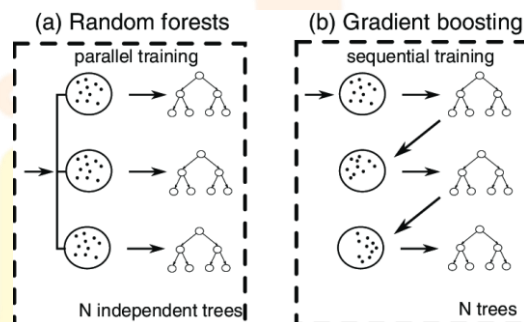 (a) Random forests
parallel training
N independent trees
(b) Gradient boosting
sequential training
N trees